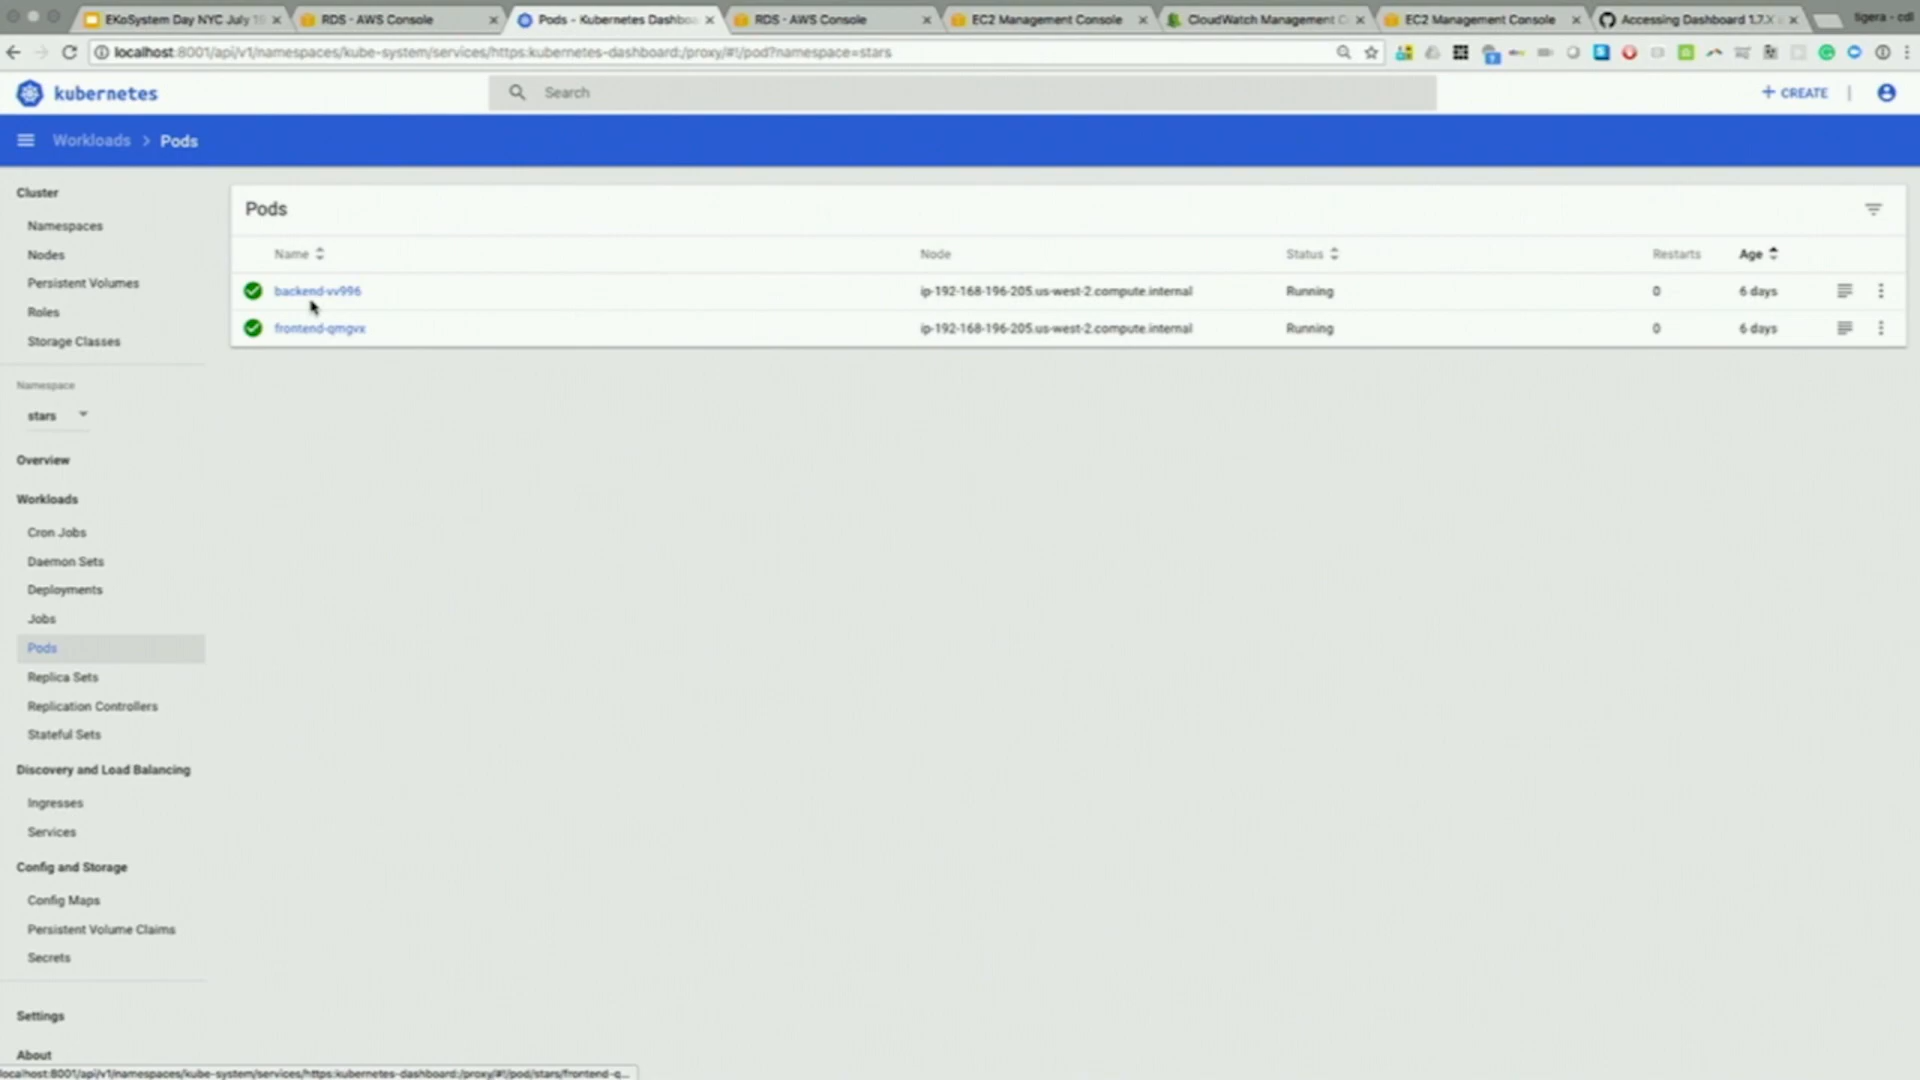 EKoSystem Day NYC July 1
RDS - AWS Console
Pods - Kubernetes Dashboa
RDS - AWS Console
EC2 Management Console
CloudWatch Management C
EC2 Management Console
Accessing Dashboard 1.7.X
tigera - cdl
localhost:8001/api/v1/namespaces/kube-system/services/https:kubernetes-dashboard:/proxy/#!/pod?namespace=stars
kubernetes
Search
+ CREATE
Workloads > Pods
Cluster
Namespaces
Nodes
Persistent Volumes
Roles
Storage Classes
Namespace
stars
Overview
Workloads
Cron Jobs
Daemon Sets
Deployments
Jobs
Pods
Replica Sets
Replication Controllers
Stateful Sets
Discovery and Load Balancing
Ingresses
Services
Config and Storage
Config Maps
Persistent Volume Claims
Secrets
Settings
About
Pods
Name Node Status Restarts Age
backend-vv996 ip-192-168-196-205.us-west-2.compute.internal Running 0 6 days
frontend-qmgvx ip-192-168-196-205.us-west-2.compute.internal Running 0 6 days
localhost:8001/api/v1/namespaces/kube-system/services/https:kubernetes-dashboard:/proxy/#!/pod/stars/frontend-q...